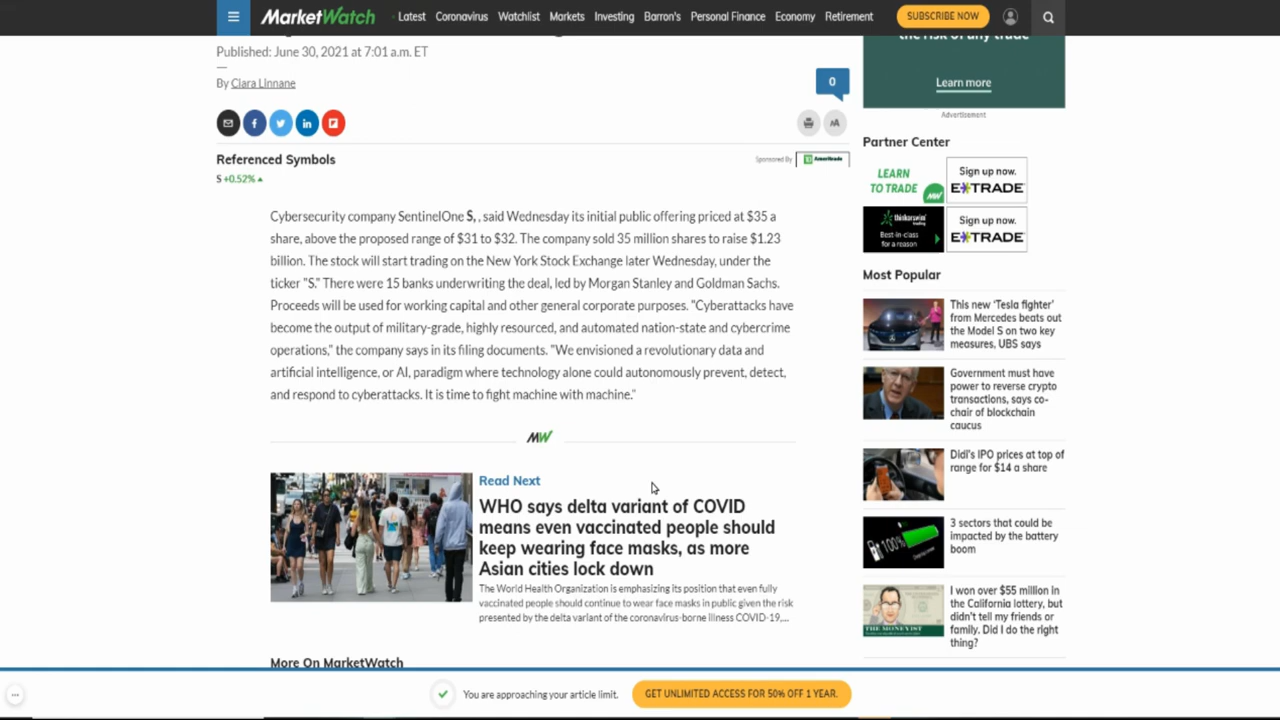 MarketWatch
Latest Coronavirus Watchlist Markets Investing Barron's Personal Finance Economy Retirement
SUBSCRIBE NOW
Published: June 30, 2021 at 7:01 a.m. ET
By Ciara Linnane
0
AA
Referenced Symbols
Sponsored By
Ameritrade
S +0.52%
Cybersecurity company SentinelOne S, , said Wednesday its initial public offering priced at $35 a
share, above the proposed range of $31 to $32. The company sold 35 million shares to raise $1.23
billion. The stock will start trading on the New York Stock Exchange later Wednesday, under the
ticker "S." There were 15 banks underwriting the deal, led by Morgan Stanley and Goldman Sachs.
Proceeds will be used for working capital and other general corporate purposes. "Cyberattacks have
become the output of military-grade, highly resourced, and automated nation-state and cybercrime
operations," the company says in its filing documents. "We envisioned a revolutionary data and
artificial intelligence, or AI, paradigm where technology alone could autonomously prevent, detect,
and respond to cyberattacks. It is time to fight machine with machine."
MW
Read Next
WHO says delta variant of COVID
means even vaccinated people should
keep wearing face masks, as more
Asian cities lock down
The World Health Organization is emphasizing its position that even fully
vaccinated people should continue to wear face masks in public given the risk
presented by the delta variant of the coronavirus-borne illness COVID-19,...
More On MarketWatch
the risk of any trade
Learn more
Advertisement
Partner Center
LEARN
TO TRADE
MW
Sign up now.
E*TRADE
thinkorswim
trading
Best-in-class
for a reason
Sign up now.
E*TRADE
Most Popular
This new 'Tesla fighter'
from Mercedes beats out
the Model S on two key
measures, UBS says
Government must have
power to reverse crypto
transactions, says co-
chair of blockchain
caucus
Didi's IPO prices at top of
range for $14 a share
100%
3 sectors that could be
impacted by the battery
boom
THE MONEYIST
I won over $55 million in
the California lottery, but
didn't tell my friends or
family. Did I do the right
thing?
You are approaching your article limit.
GET UNLIMITED ACCESS FOR 50% OFF 1 YEAR.